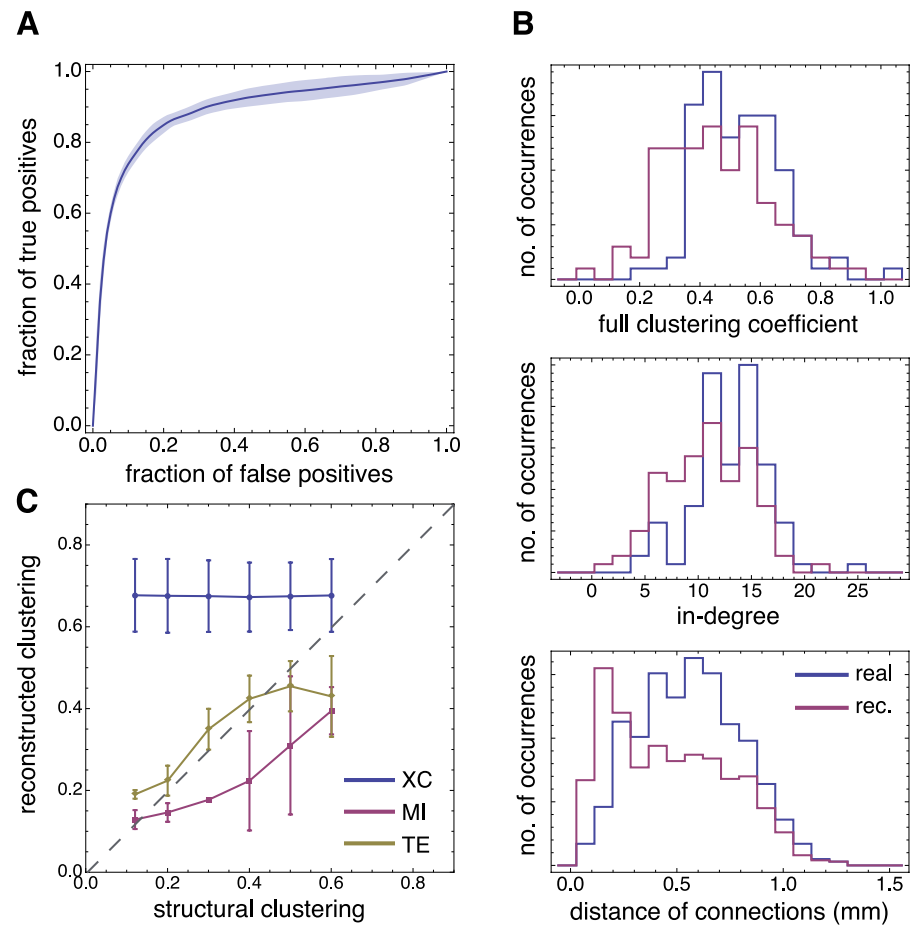 A
1.0
0.8
0.6
0.4
0.2
0.0
0.0 0.2 0.4 0.6 0.8 1.0
fraction of true positives
fraction of false positives
B
no. of occurrences
0.0 0.2 0.4 0.6 0.8 1.0
full clustering coefficient
no. of occurrences
0 5 10 15 20 25
in-degree
no. of occurrences
real
rec.
0.0 0.5 1.0 1.5
distance of connections (mm)
C
0.8
0.6
0.4
0.2
0.0
0.0 0.2 0.4 0.6 0.8
reconstructed clustering
structural clustering
XC
MI
TE